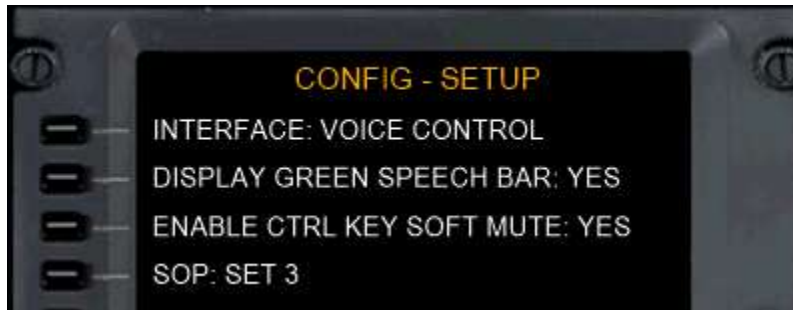 CONFIG - SETUP
INTERFACE: VOICE CONTROL
DISPLAY GREEN SPEECH BAR: YES
ENABLE CTRL KEY SOFT MUTE: YES
SOP: SET 3